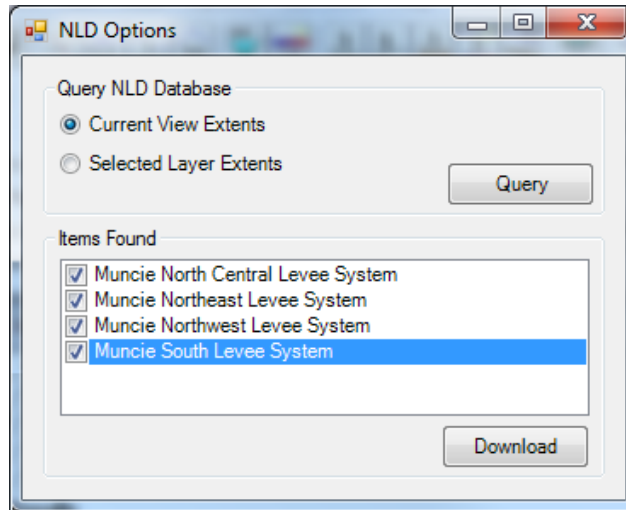 NLD Options
Query NLD Database
Current View Extents
Selected Layer Extents
Query
Items Found
Muncie North Central Levee System
Muncie Northeast Levee System
Muncie Northwest Levee System
Muncie South Levee System
Download